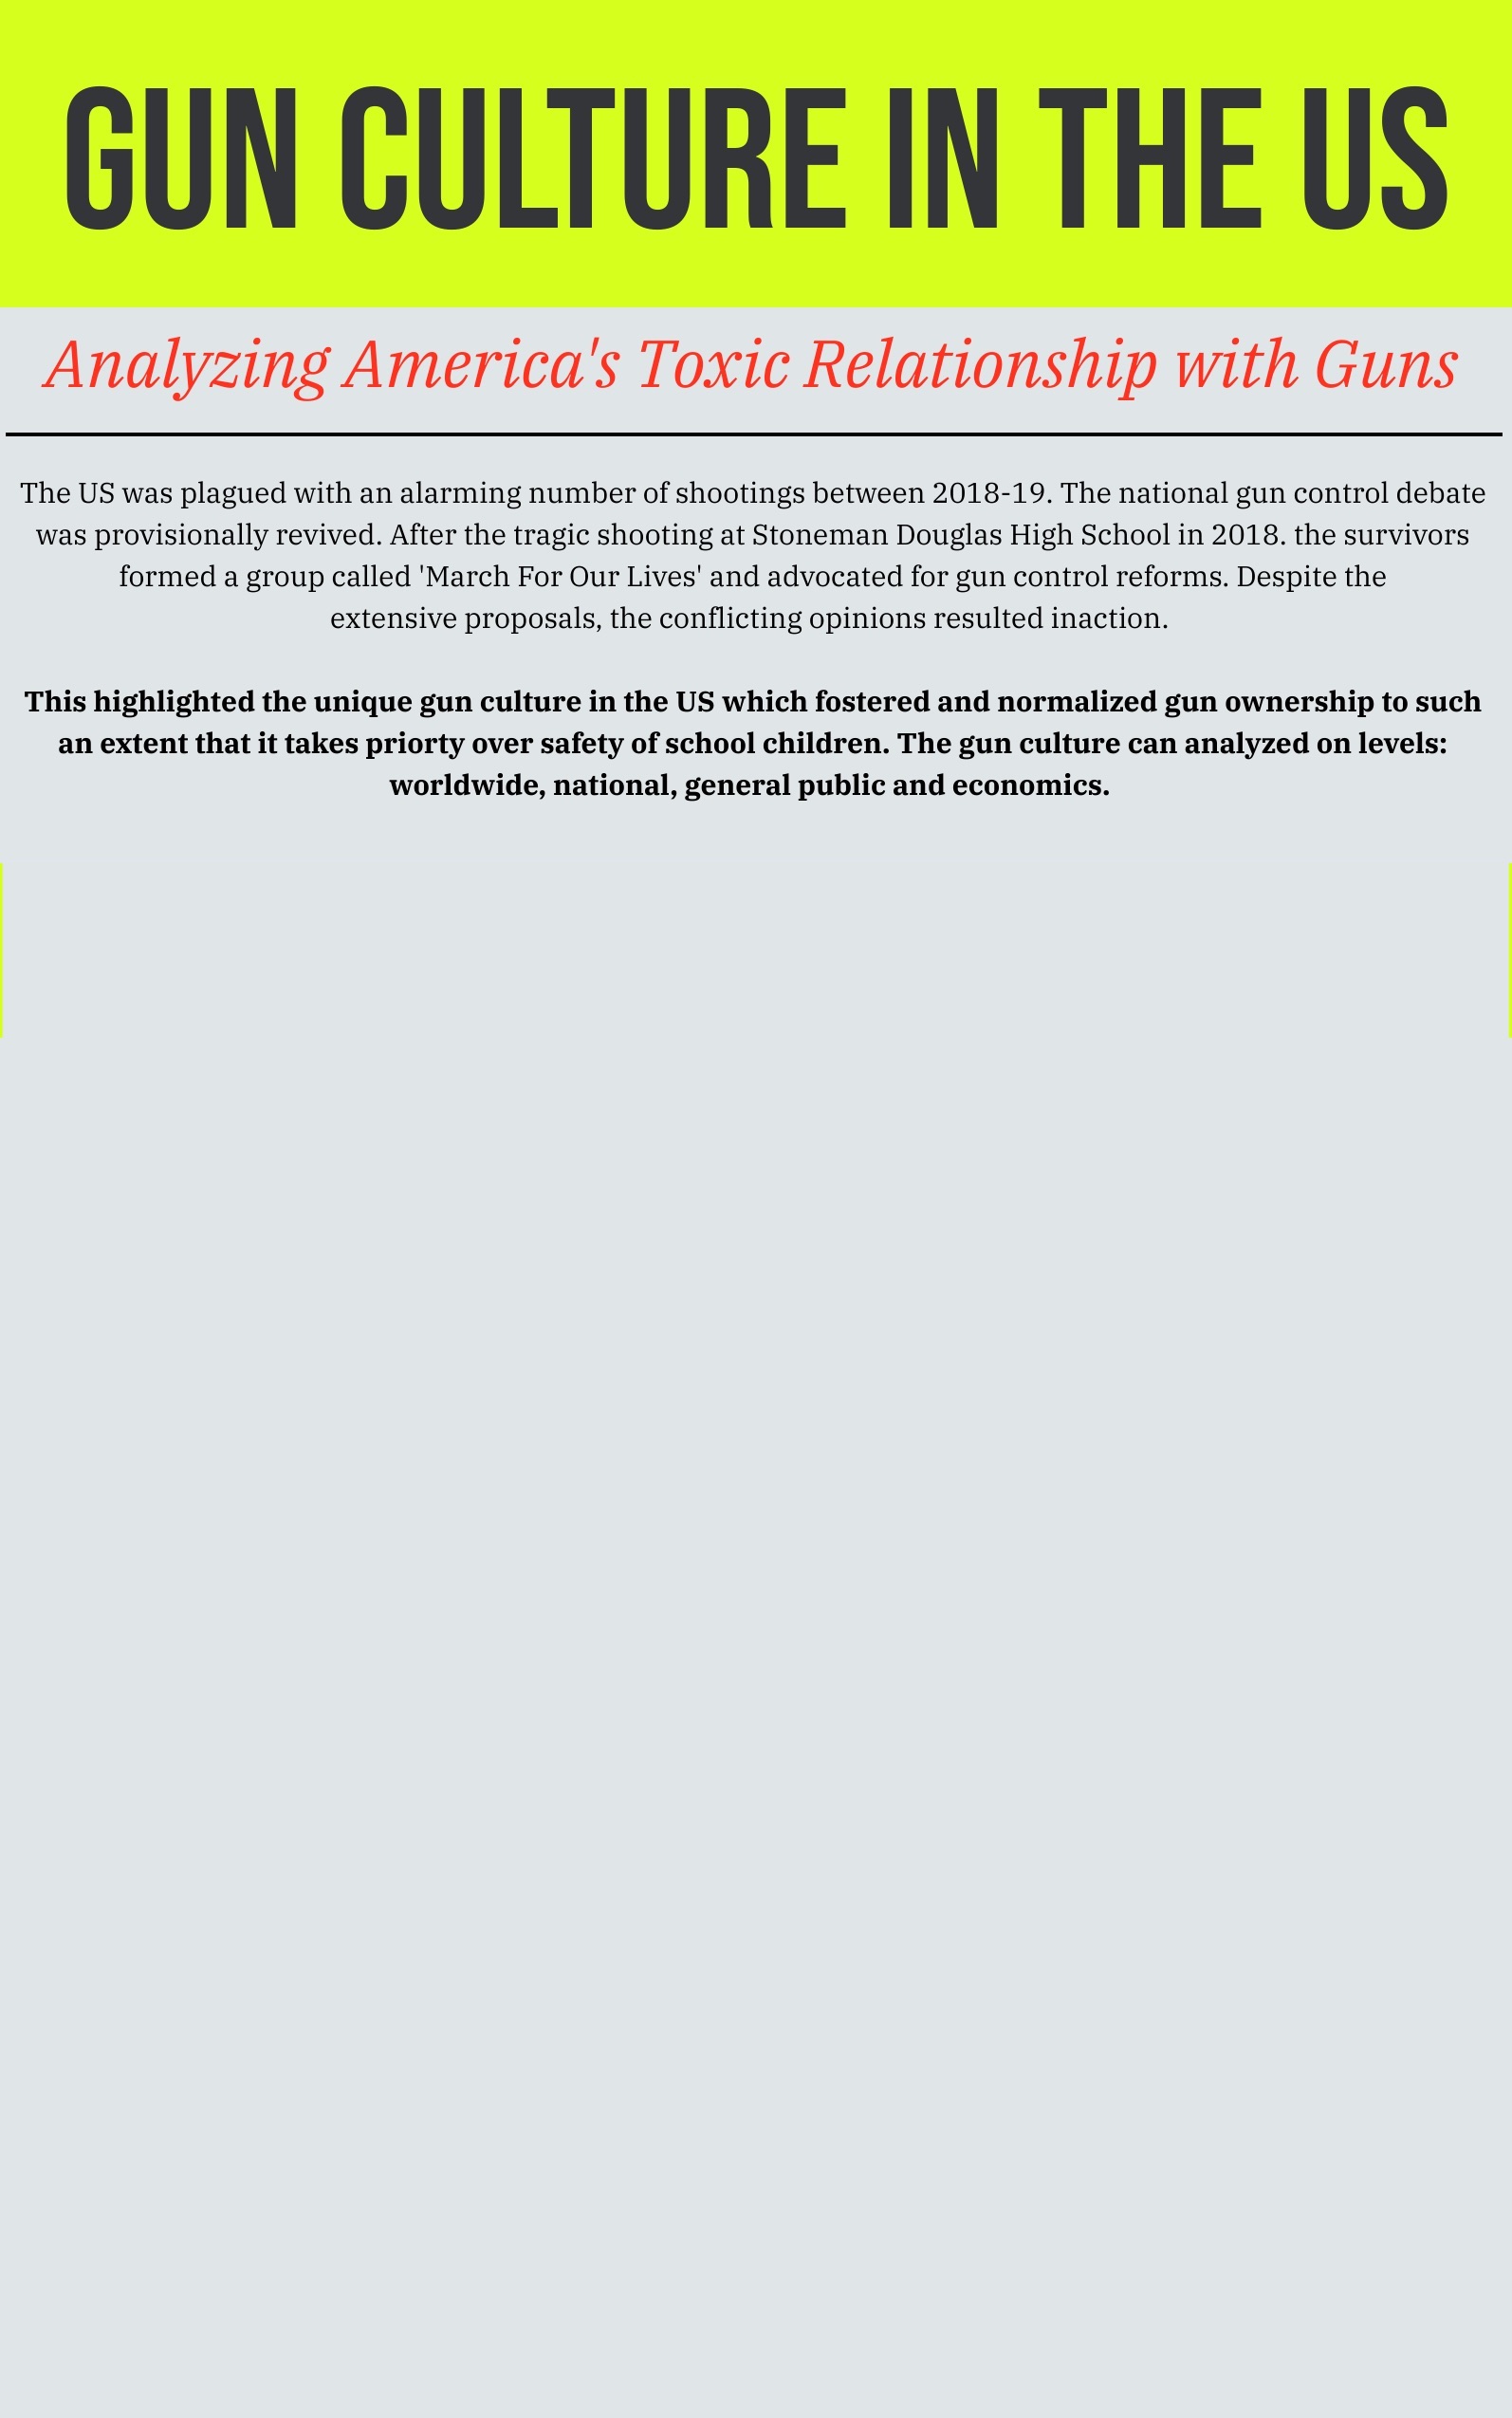 GUN CULTURE IN THE US
Analyzing America's Toxic Relationship with Guns
The US was plagued with an alarming number of shootings between 2018-19. The national gun control debate
was provisionally revived. After the tragic shooting at Stoneman Douglas High School in 2018. the survivors
formed a group called 'March For Our Lives' and advocated for gun control reforms. Despite the
extensive proposals, the conflicting opinions resulted inaction.
This highlighted the unique gun culture in the US which fostered and normalized gun ownership to such
an extent that it takes priorty over safety of school children. The gun culture can analyzed on levels:
worldwide, national, general public and economics.